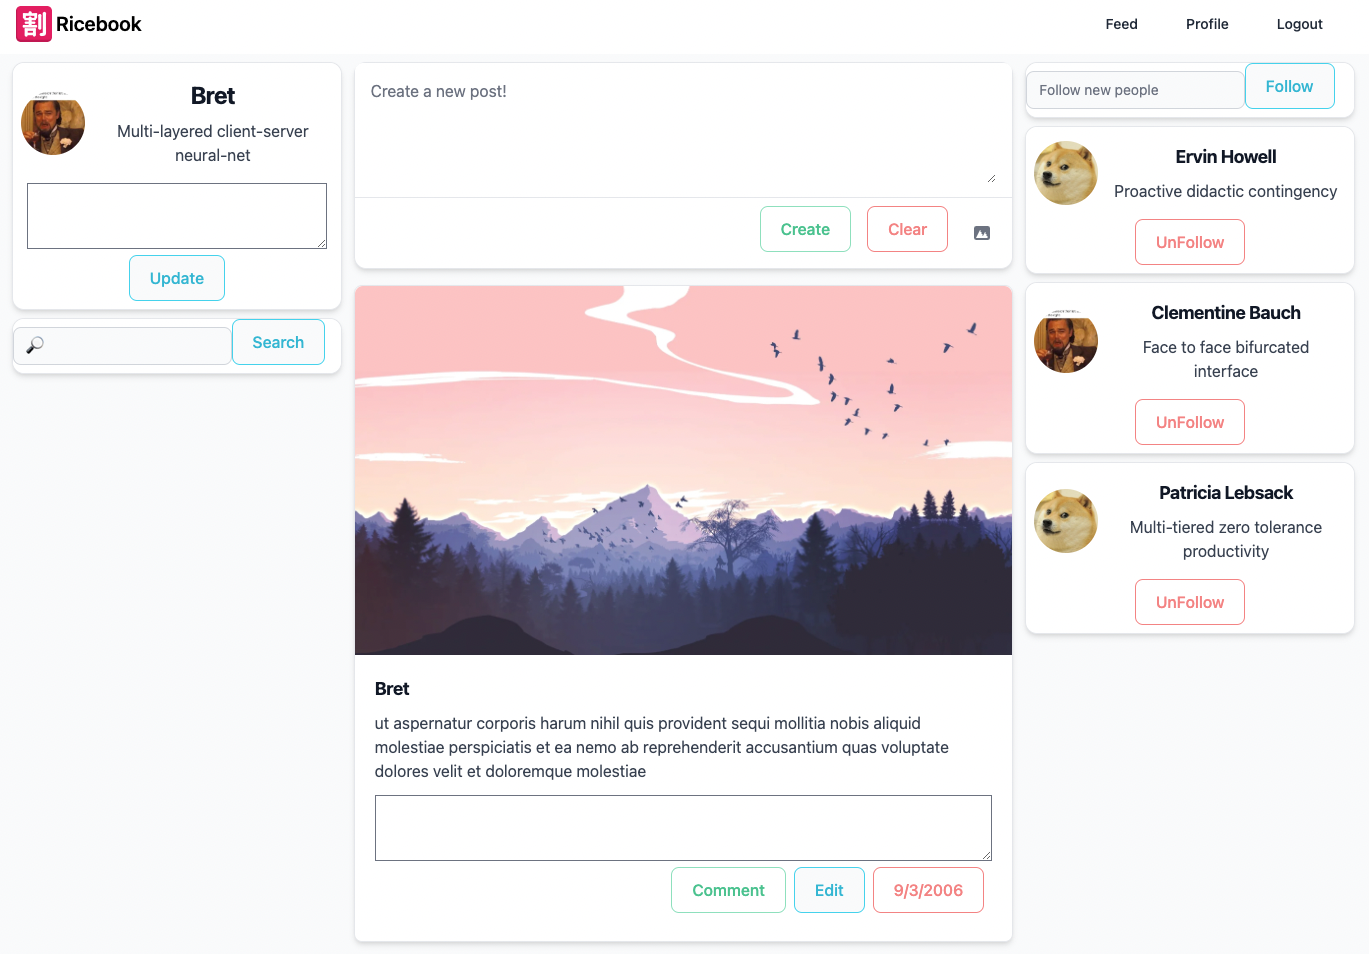 割 Ricebook
Feed
Profile
Logout
Bret
Multi-layered client-server
neural-net
Update
Search
Create a new post!
Create
Clear
Bret
ut aspernatur corporis harum nihil quis provident sequi mollitia nobis aliquid
molestiae perspiciatis et ea nemo ab reprehenderit accusantium quas voluptate
dolores velit et doloremque molestiae
Comment
Edit
9/3/2006
Follow new people
Follow
Ervin Howell
Proactive didactic contingency
UnFollow
Clementine Bauch
Face to face bifurcated
interface
UnFollow
Patricia Lebsack
Multi-tiered zero tolerance
productivity
UnFollow